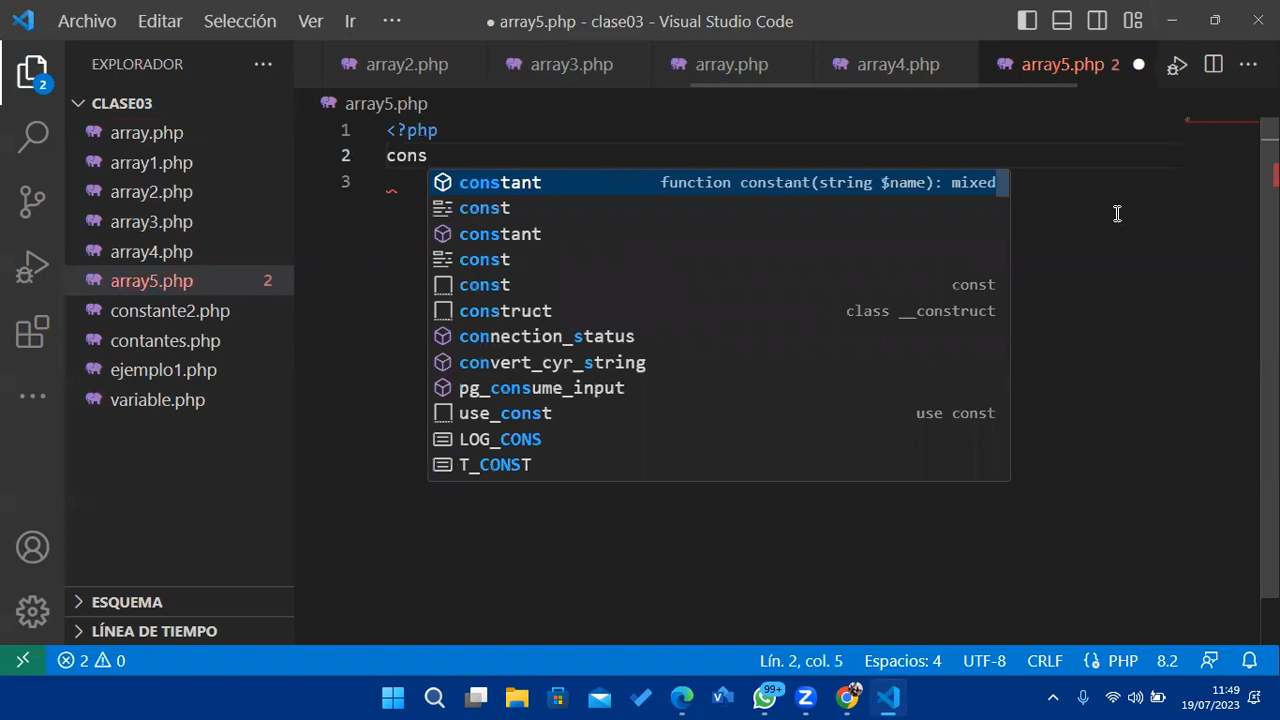 Archivo Editar Selección Ver Ir ··· ● array5.php - clase03 - Visual Studio Code
EXPLORADOR ···
array2.php array3.php array.php array4.php array5.php 2
2
CLASE03
array.php
array1.php
array2.php
array3.php
array4.php
array5.php 2
constante2.php
contantes.php
ejemplo1.php
variable.php
ESQUEMA
LÍNEA DE TIEMPO
array5.php
1 <?php
2 cons
3
constant function constant(string $name): mixed
const
constant
const
const const
construct class __construct
connection_status
convert_cyr_string
pg_consume_input
use_const use const
LOG_CONS
T_CONST
2 0 Lín. 2, col. 5 Espacios: 4 UTF-8 CRLF PHP 8.2
99+
11:49
19/07/2023